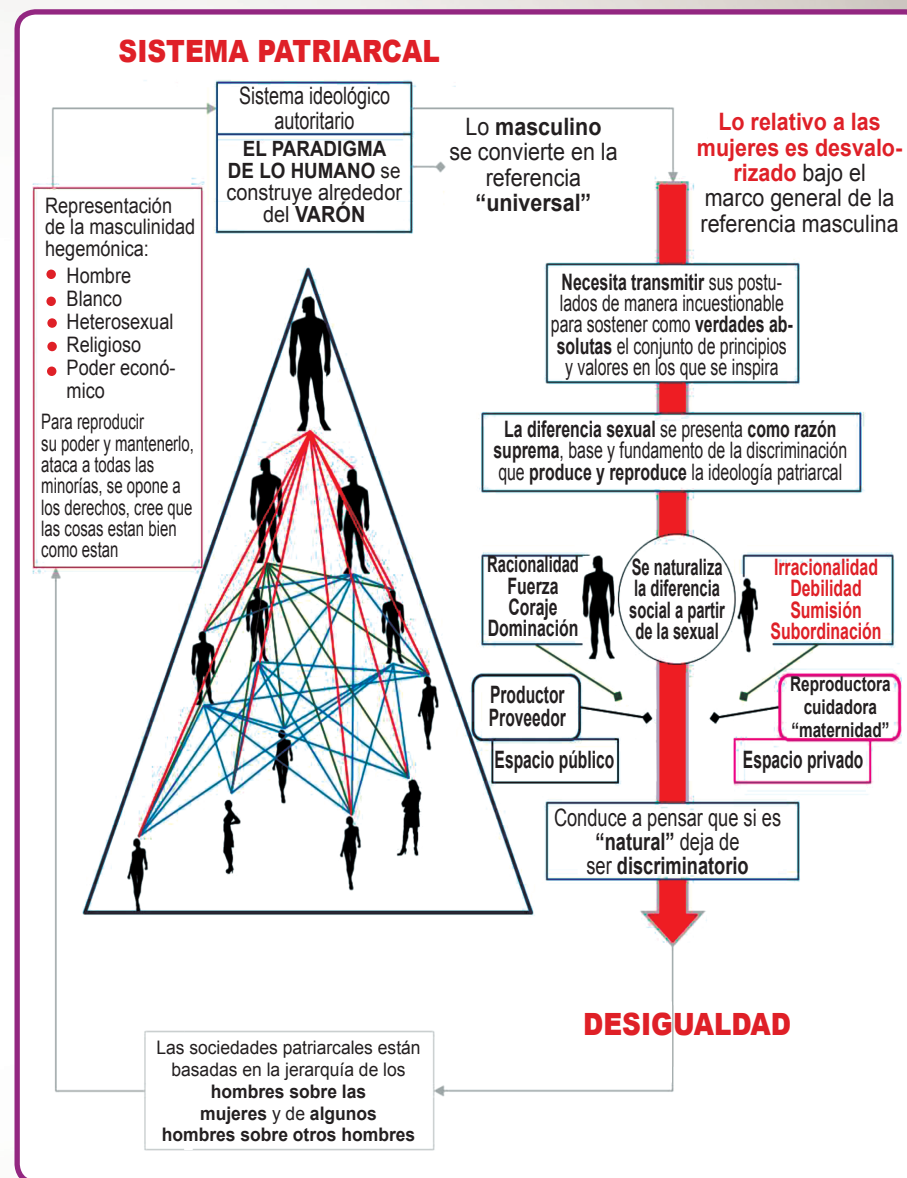 SISTEMA PATRIARCAL
Sistema ideológico
autoritario
EL PARADIGMA
DE LO HUMANO se
construye alrededor
del VARÓN
Lo masculino
se convierte en la
referencia
“universal”
Lo relativo a las
mujeres es desvalo-
rizado bajo el
marco general de la
referencia masculina
Representación
de la masculinidad
hegemónica:
Hombre
Blanco
Heterosexual
Religioso
Poder econó-
mico
Para reproducir
su poder y mantenerlo,
ataca a todas las
minorías, se opone a
los derechos, cree que
las cosas estan bien
como estan
Necesita transmitir sus postu-
lados de manera incuestionable
para sostener como verdades ab-
solutas el conjunto de principios
y valores en los que se inspira
La diferencia sexual se presenta como razón
suprema, base y fundamento de la discriminación
que produce y reproduce la ideología patriarcal
Racionalidad
Fuerza
Coraje
Dominación
Se naturaliza
la diferencia
social a partir
de la sexual
Irracionalidad
Debilidad
Sumisión
Subordinación
Productor
Proveedor
Espacio público
Reproductora
cuidadora
“maternidad”
Espacio privado
Conduce a pensar que si es
“natural” deja de
ser discriminatorio
DESIGUALDAD
Las sociedades patriarcales están
basadas en la jerarquía de los
hombres sobre las
mujeres y de algunos
hombres sobre otros hombres